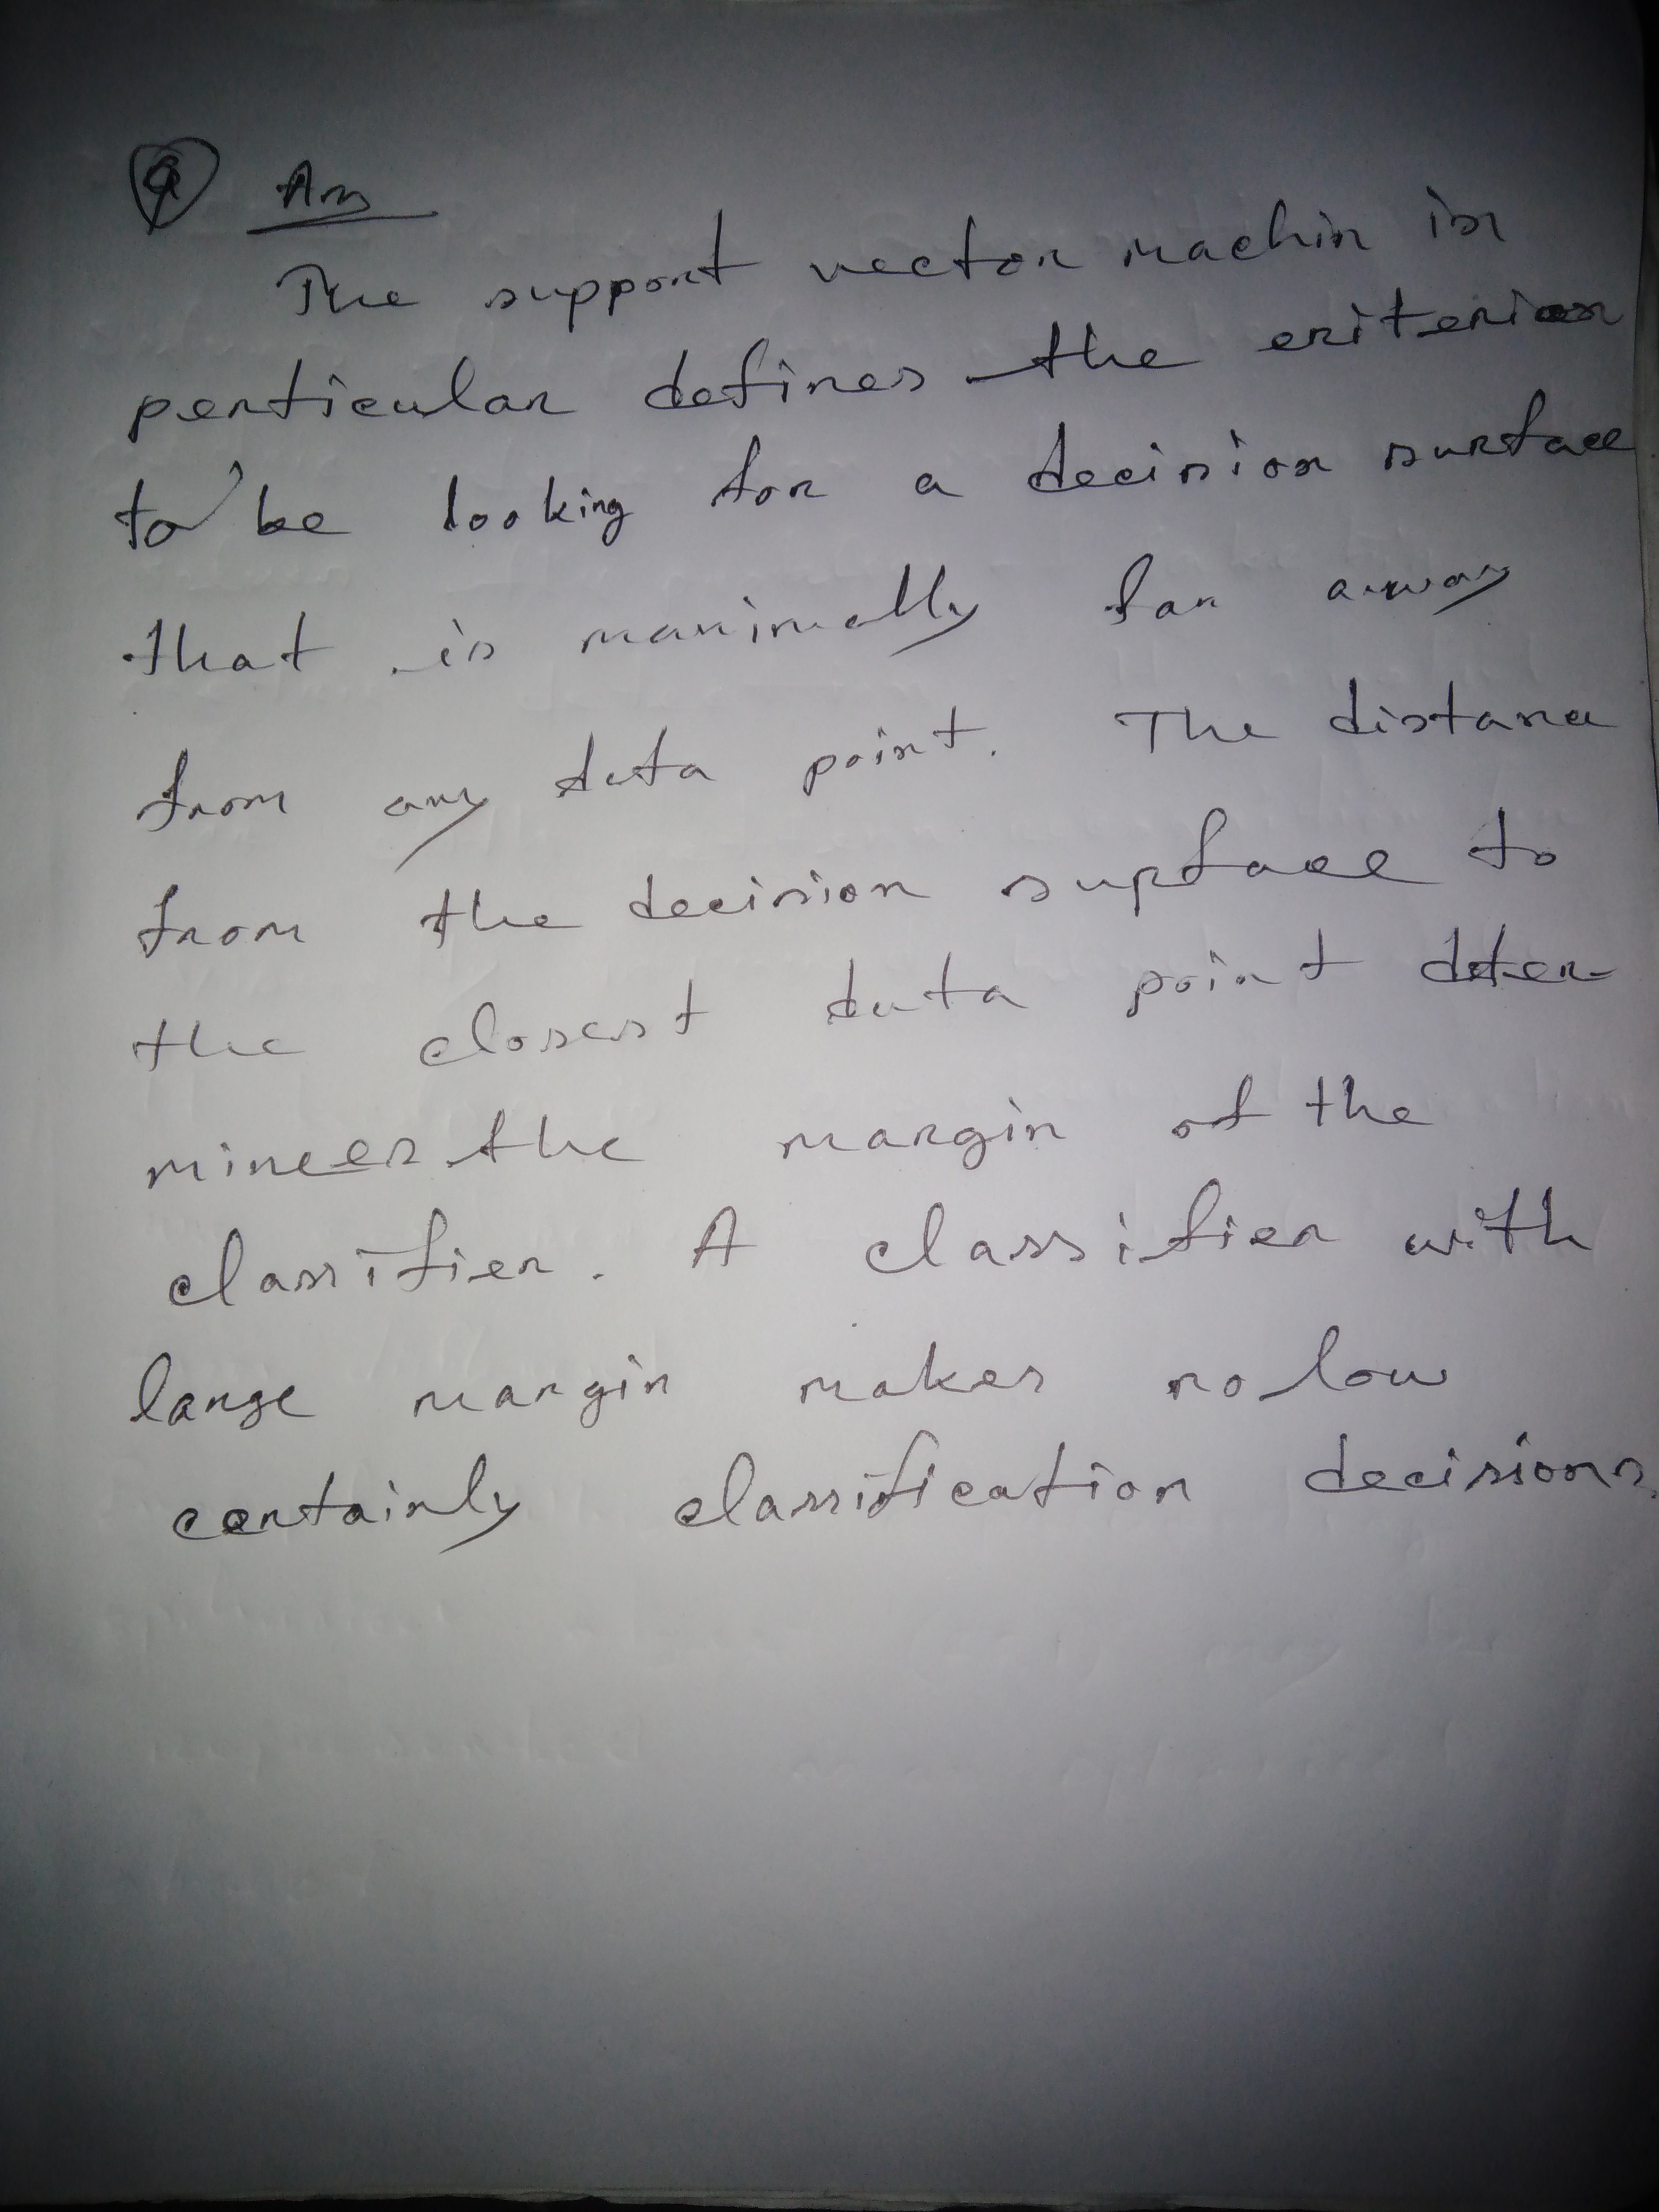 9 Ans
The support vector machin in
perticular defines the criterion
to be looking for a decision surface
that is maximally far away
from any data point. The distance
from the decision surface to
the closest data point deter-
mines the margin of the
classifier. A classifier with
large margin makes no low
certainly classification decisions